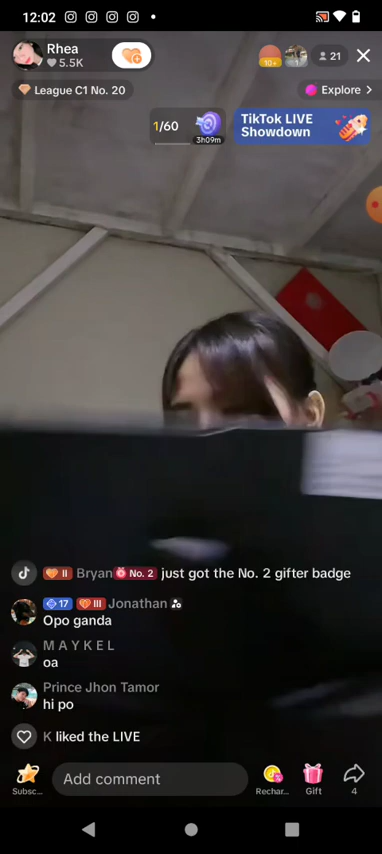 12:02
Rhea
5.5K
10+
1
21
League C1 No. 20
Explore >
1/60
3h09m
TikTok LIVE
Showdown
II Bryan No. 2 just got the No. 2 gifter badge
17 III Jonathan
Opo ganda
M A Y K E L
oa
Prince Jhon Tamor
hi po
K liked the LIVE
Subsc...
Add comment
Rechar...
Gift
4